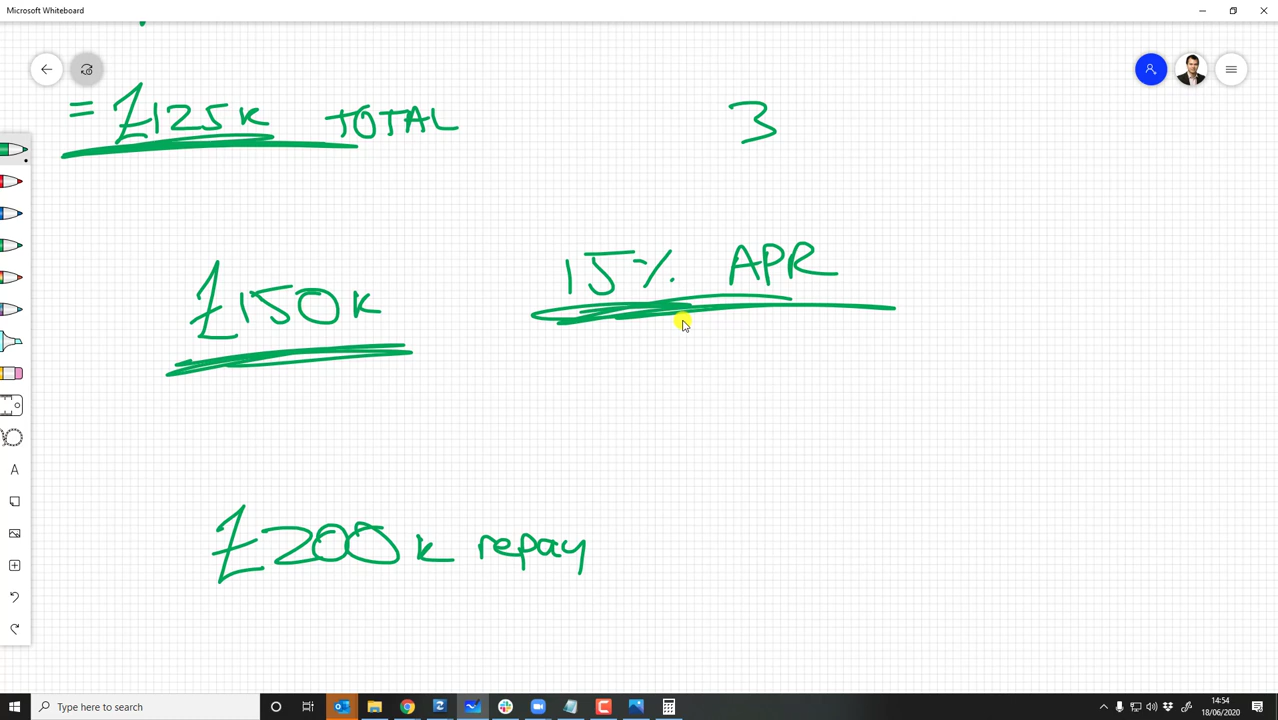 Microsoft Whiteboard
= £125k TOTAL
3
£150k
15% APR
£200k repay
A
Type here to search
14:54
18/06/2020